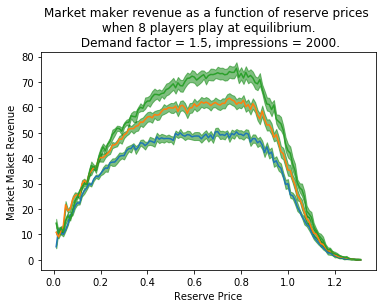 Market maker revenue as a function of reserve prices
when 8 players play at equilibrium.
Demand factor = 1.5, impressions = 2000.
80
70
60
50
40
30
20
10
0
Market Maket Revenue
0.0 0.2 0.4 0.6 0.8 1.0 1.2
Reserve Price